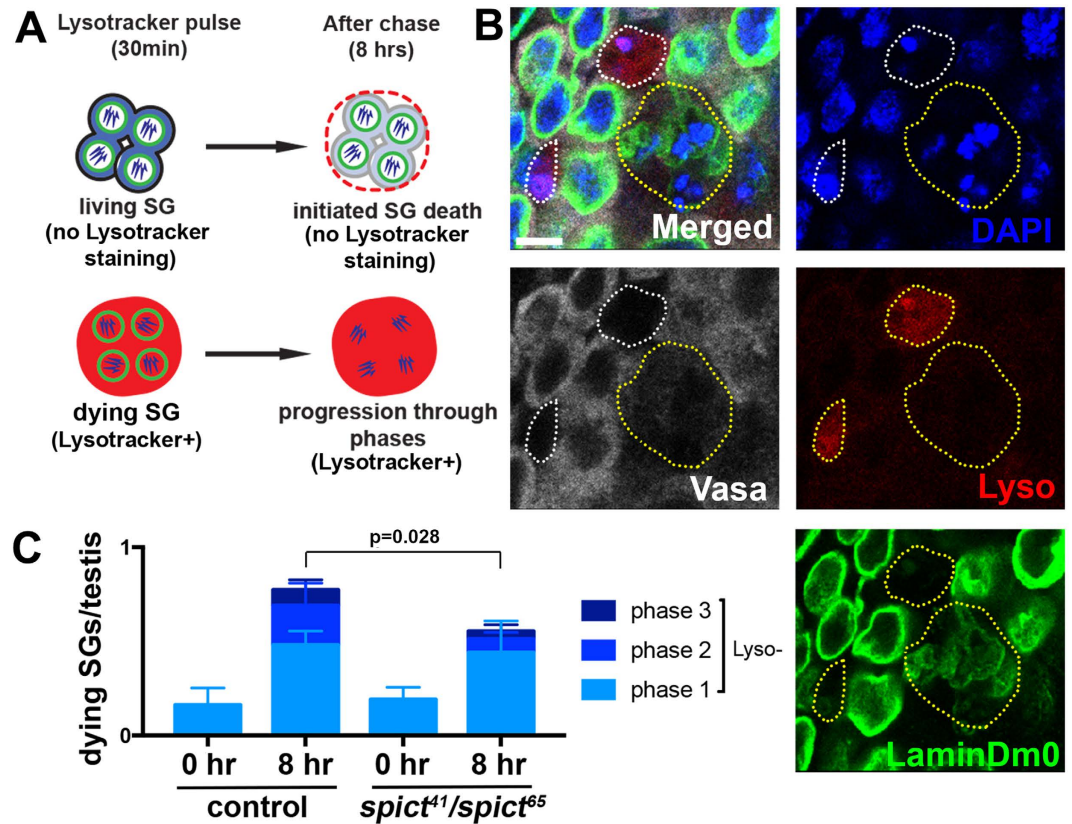 A
Lysotracker pulse
(30min)
After chase
(8 hrs)
living SG
(no Lysotracker
staining)
initiated SG death
(no Lysotracker
staining)
dying SG
(Lysotracker+)
progression through
phases
(Lysotracker+)
B
Merged
DAPI
Vasa
Lyso
LaminDm0
C
dying SGs/testis
1
0
p=0.028
0 hr
8 hr
0 hr
8 hr
control
spict41/spict65
phase 3
phase 2
phase 1
Lyso-